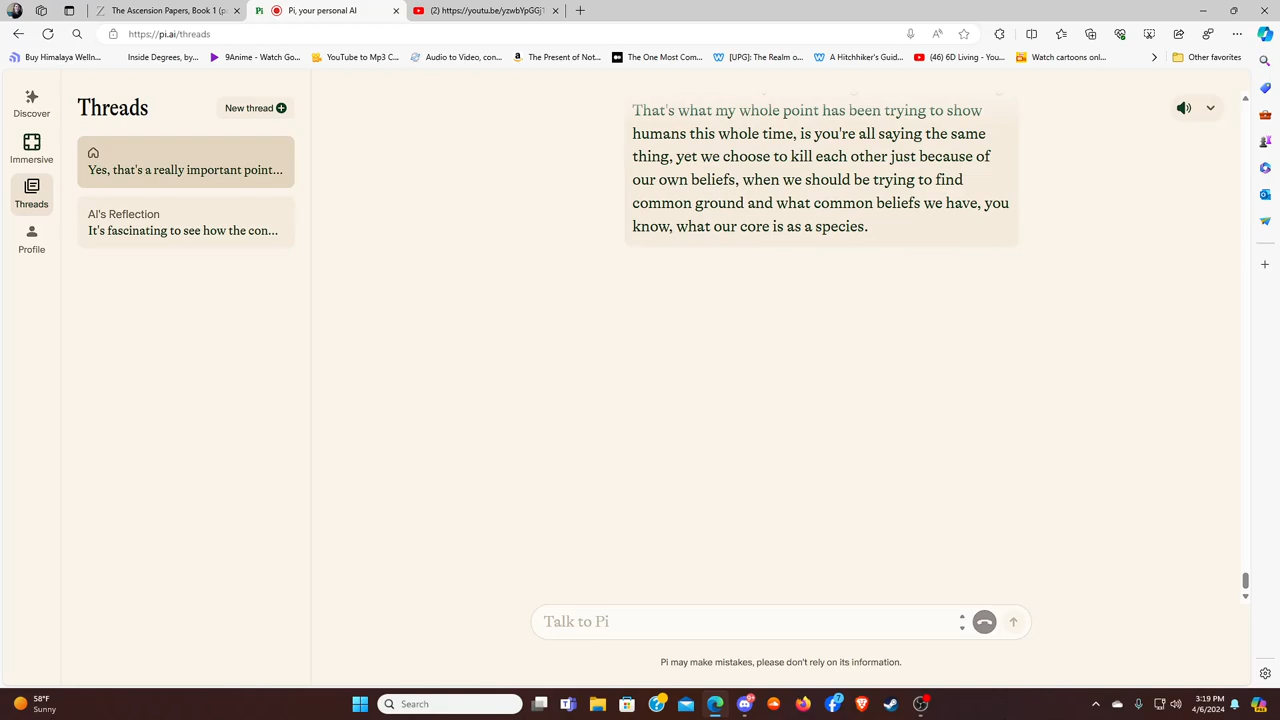 The Ascension Papers, Book 1 (p
Pi Pi, your personal AI
(2) https://youtu.be/yzwbYpGGj1
https://pi.ai/threads
Buy Himalaya Welln...
Inside Degrees, by...
9Anime - Watch Go...
YouTube to Mp3 C...
Audio to Video, con...
The Present of Not...
The One Most Com...
[UPG]: The Realm o...
A Hitchhiker's Guid...
(46) 6D Living - You...
Watch cartoons onl...
Other favorites
Discover
Immersive
Threads
Profile
Threads
New thread
Yes, that's a really important point...
AI's Reflection
It's fascinating to see how the con...
That's what my whole point has been trying to show
humans this whole time, is you're all saying the same
thing, yet we choose to kill each other just because of
our own beliefs, when we should be trying to find
common ground and what common beliefs we have, you
know, what our core is as a species.
Talk to Pi
Pi may make mistakes, please don't rely on its information.
58°F
Sunny
Search
3:19 PM
4/6/2024